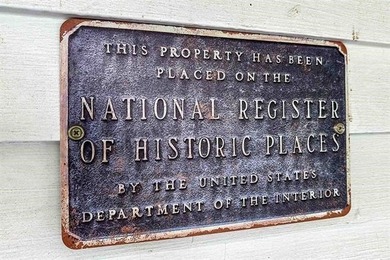 THIS PROPERTY HAS BEEN
PLACED ON THE
NATIONAL REGISTER
OF HISTORIC PLACES
BY THE UNITED STATES
DEPARTMENT OF THE INTERIOR